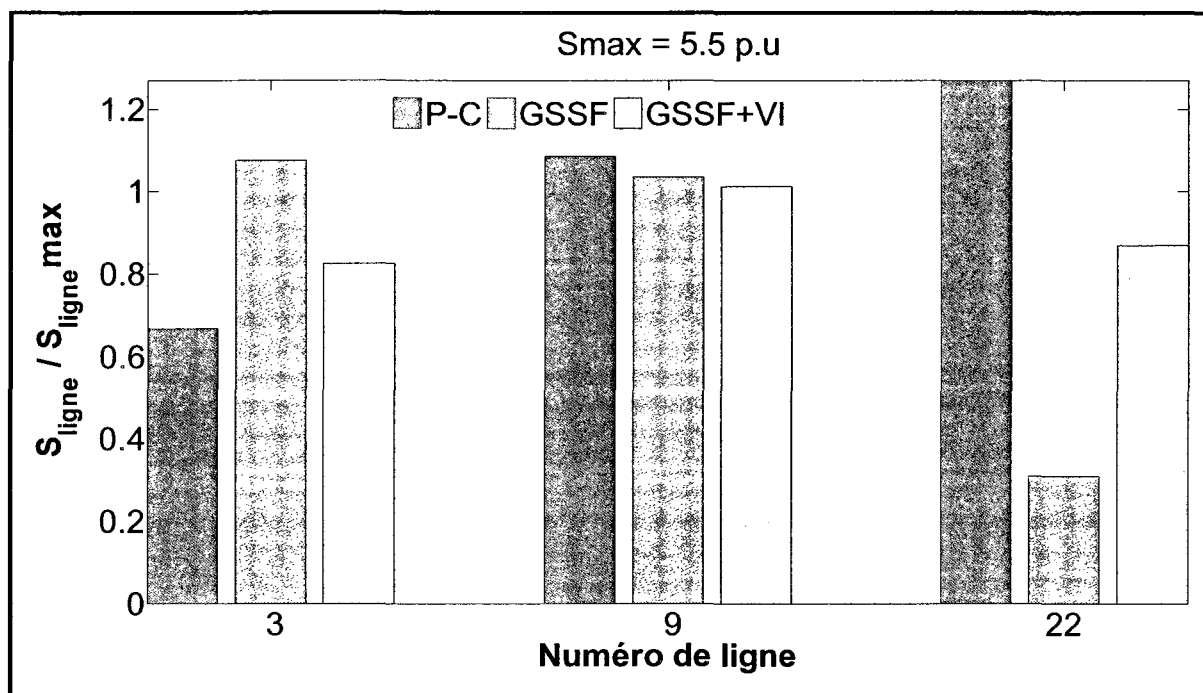 Smax = 5.5 p.u
P-C GSSF GSSF+VI
1.2
1
0.8
0.6
0.4
0.2
0
S_ligne / S_ligne max
3 9 22
Numéro de ligne